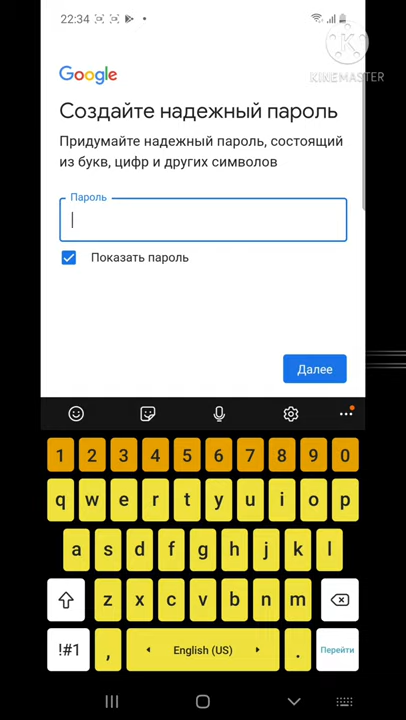 22:34
KINEMASTER
Google
Создайте надежный пароль
Придумайте надежный пароль, состоящий
из букв, цифр и других символов
Пароль
Показать пароль
Далее
1 2 3 4 5 6 7 8 9 0
q w e r t y u i o p
a s d f g h j k l
z x c v b n m
!#1 , English (US) . Перейти